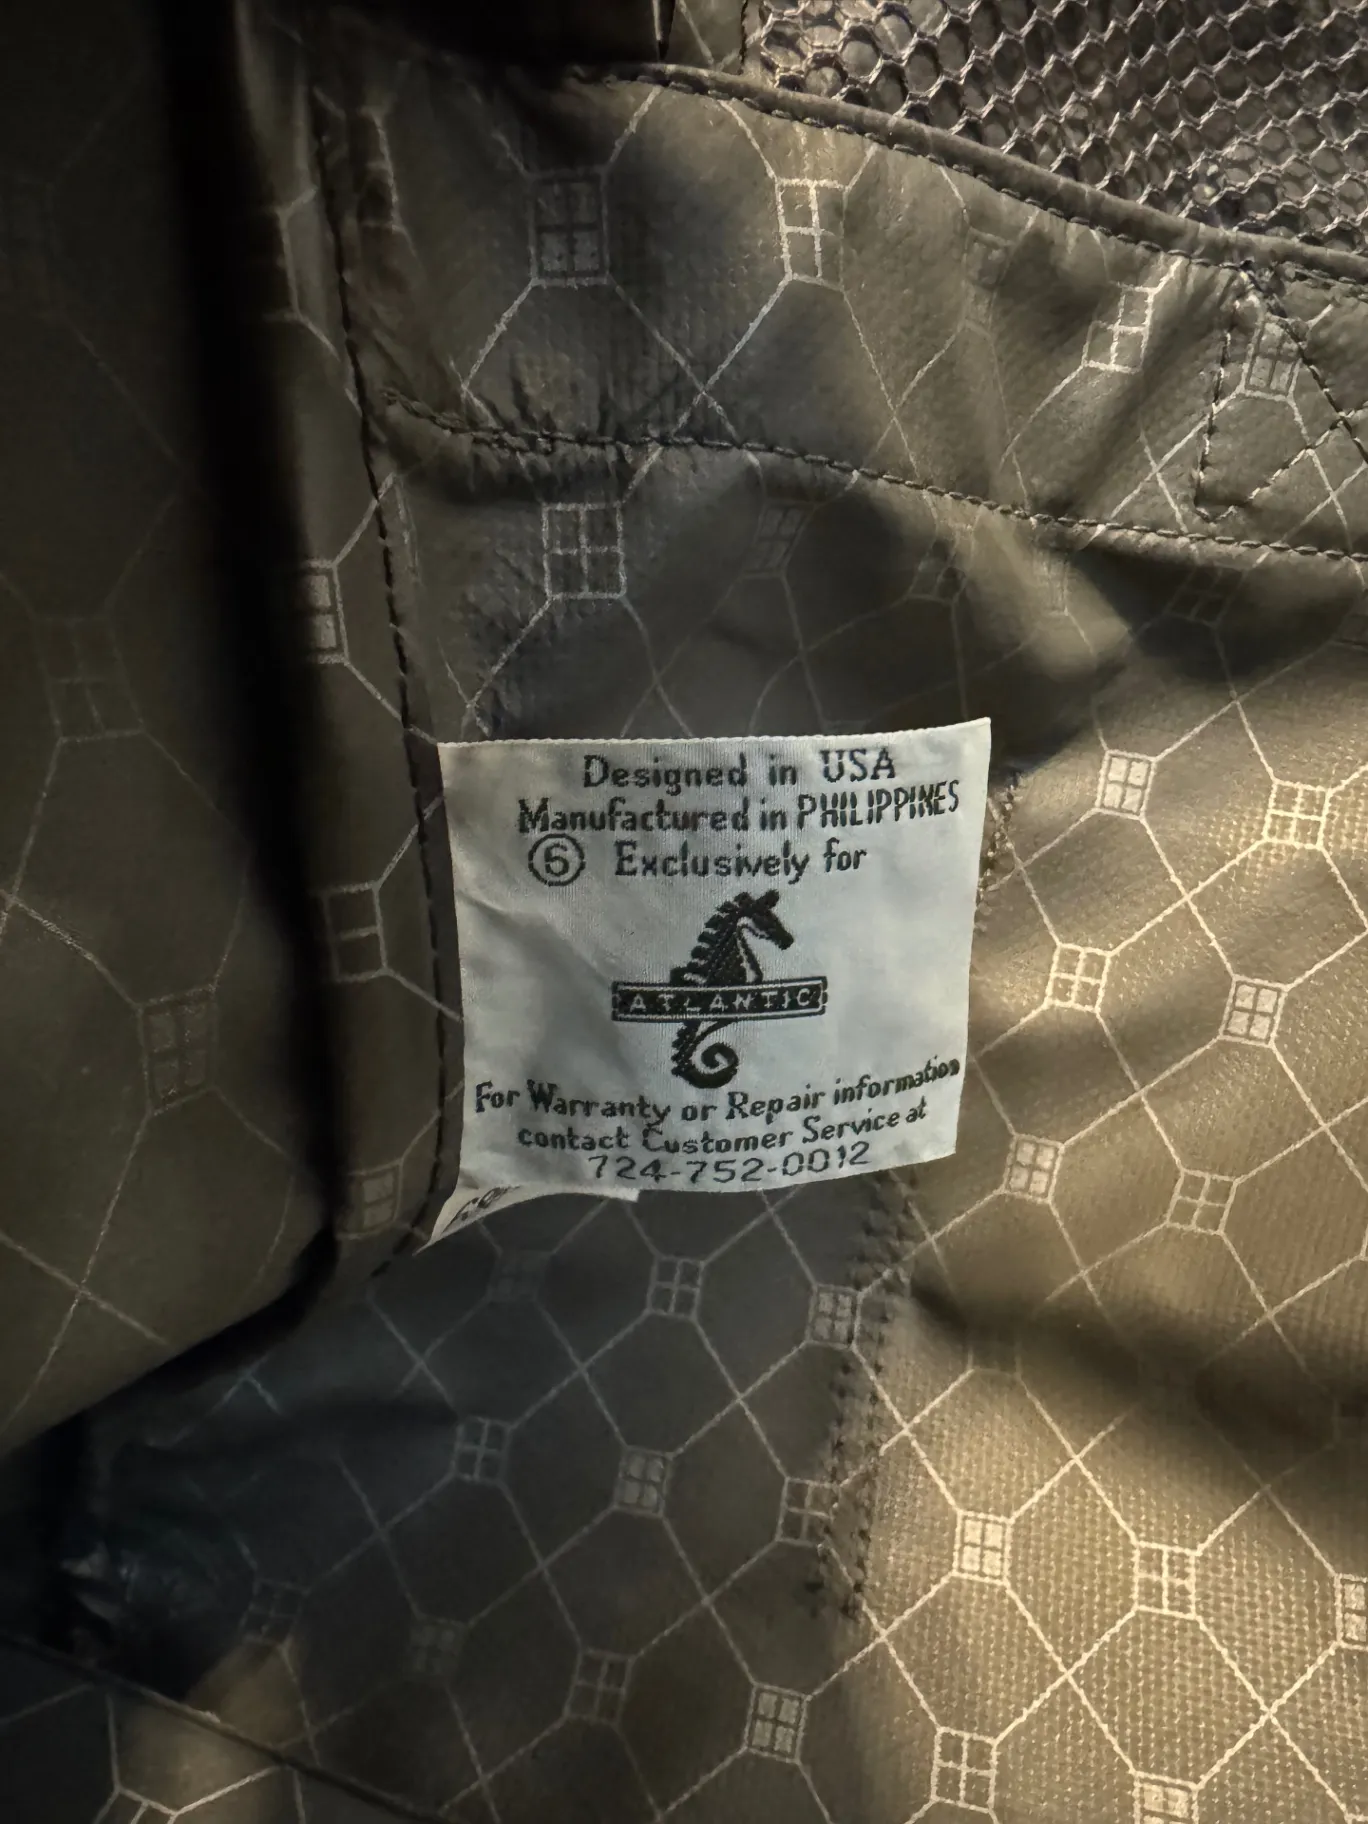 Designed in USA
Manufactured in PHILIPPINES
⑥ Exclusively for
ATLANTIC
For Warranty or Repair information
contact Customer Service at
724-752-0012